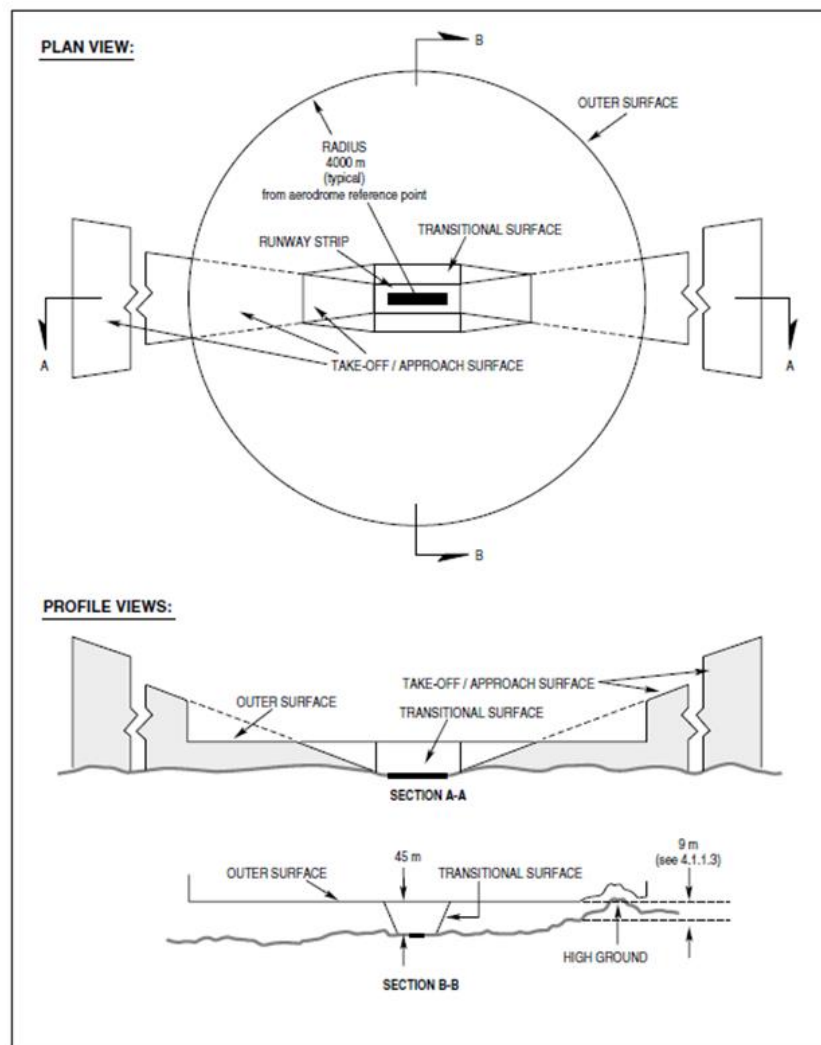 PLAN VIEW:
B
OUTER SURFACE
RADIUS
4000 m
(typical)
from aerodrome reference point
TRANSITIONAL SURFACE
RUNWAY STRIP
A
A
TAKE-OFF / APPROACH SURFACE
B
PROFILE VIEWS:
TAKE-OFF / APPROACH SURFACE
OUTER SURFACE
TRANSITIONAL SURFACE
SECTION A-A
45 m
9 m
(see 4.1.1.3)
OUTER SURFACE
TRANSITIONAL SURFACE
HIGH GROUND
SECTION B-B